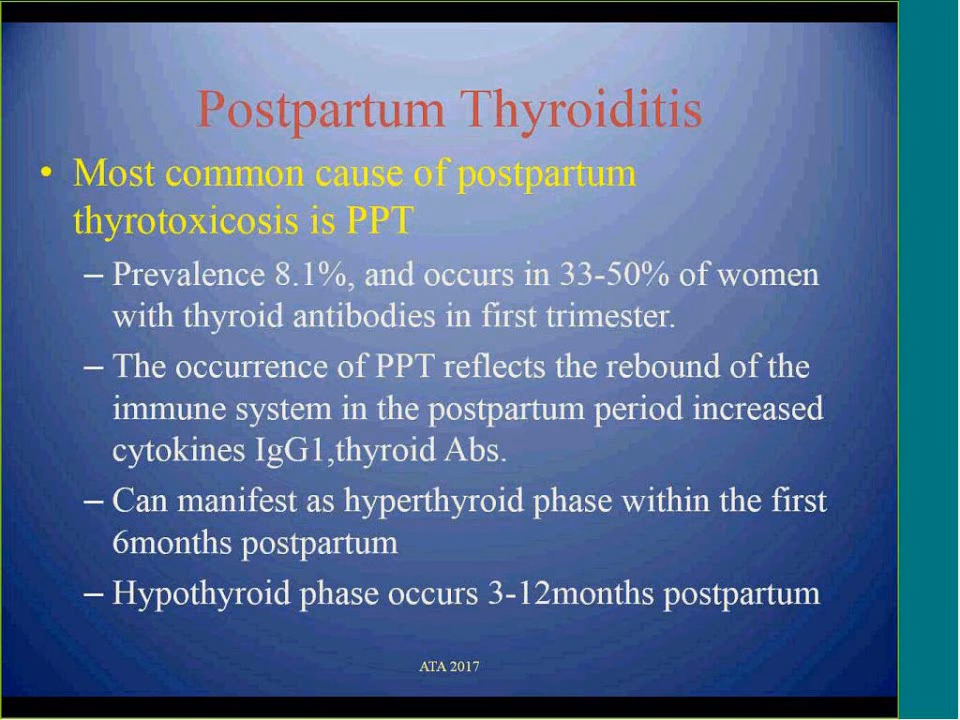 Postpartum Thyroiditis
• Most common cause of postpartum
thyrotoxicosis is PPT
– Prevalence 8.1%, and occurs in 33-50% of women
with thyroid antibodies in first trimester.
– The occurrence of PPT reflects the rebound of the
immune system in the postpartum period increased
cytokines IgG1,thyroid Abs.
– Can manifest as hyperthyroid phase within the first
6months postpartum
– Hypothyroid phase occurs 3-12months postpartum
ATA 2017